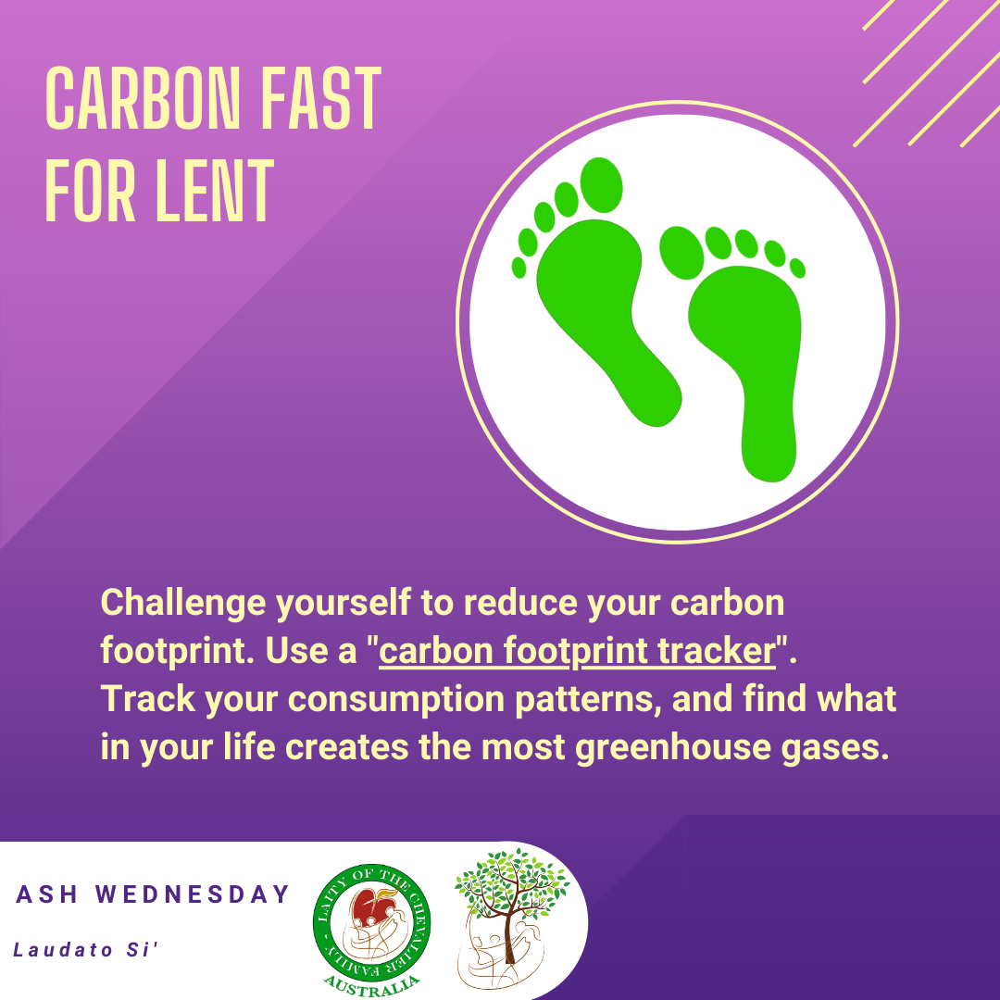 CARBON FAST
FOR LENT
Challenge yourself to reduce your carbon
footprint. Use a "carbon footprint tracker".
Track your consumption patterns, and find what
in your life creates the most greenhouse gases.
ASH WEDNESDAY
Laudato Si'
LAITY OF THE CHEVALIER FAMILY -
AUSTRALIA